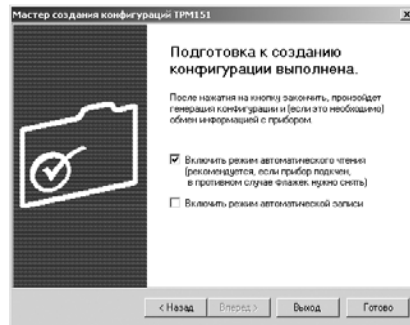 Мастер создания конфигураций ТРМ151
Подготовка к созданию
конфигурации выполнена.
После нажатия на кнопку закончить, произойдет
генерация конфигурации и (если это необходимо)
обмен информацией с прибором
Включить режим автоматического чтения
(рекомендуется, если прибор подкчен,
в противном случае флажек нужно снять)
Включить режим автоматической записи
< Назад
Вперед >
Выход
Готово